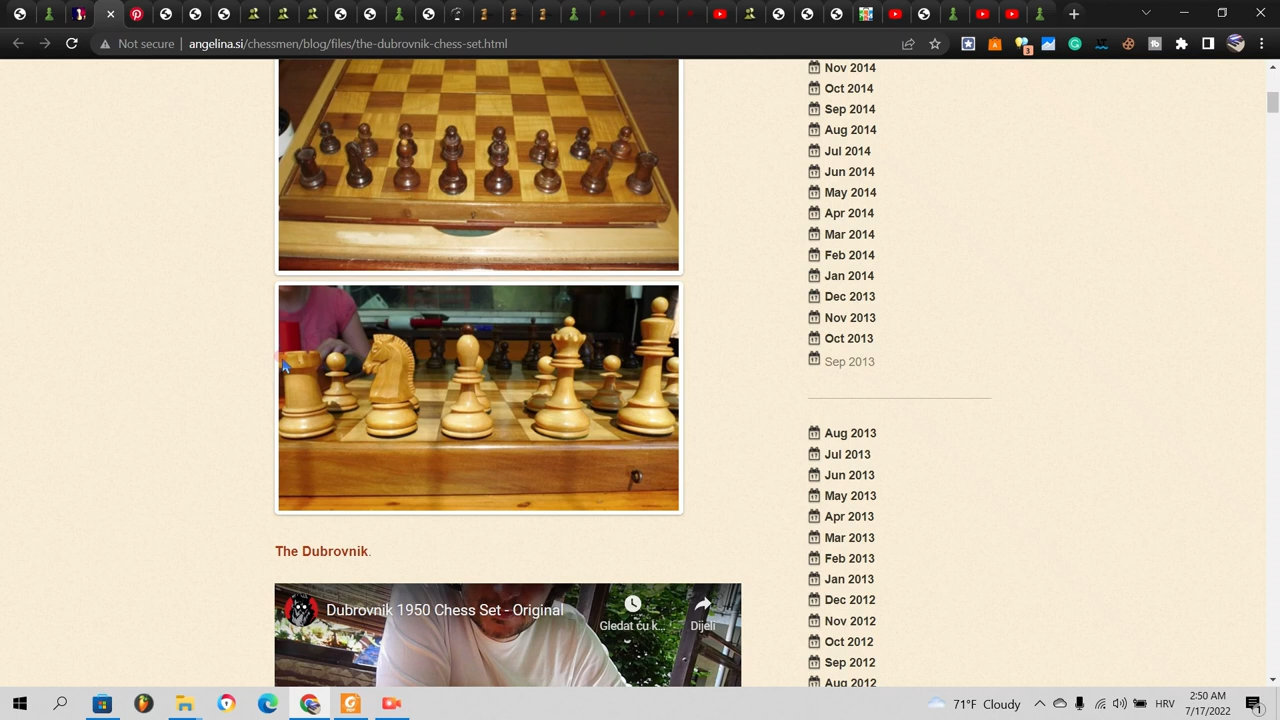 Not secure
angelina.si/chessmen/blog/files/the-dubrovnik-chess-set.html
3
Nov 2014
Oct 2014
Sep 2014
Aug 2014
Jul 2014
Jun 2014
May 2014
Apr 2014
Mar 2014
Feb 2014
Jan 2014
Dec 2013
Nov 2013
Oct 2013
Sep 2013
Aug 2013
Jul 2013
Jun 2013
May 2013
Apr 2013
Mar 2013
Feb 2013
Jan 2013
Dec 2012
Nov 2012
Oct 2012
Sep 2012
Aug 2012
The Dubrovnik.
Dubrovnik 1950 Chess Set - Original
Gledat ću k...
Dijeli
71°F Cloudy
HRV
2:50 AM
7/17/2022
1